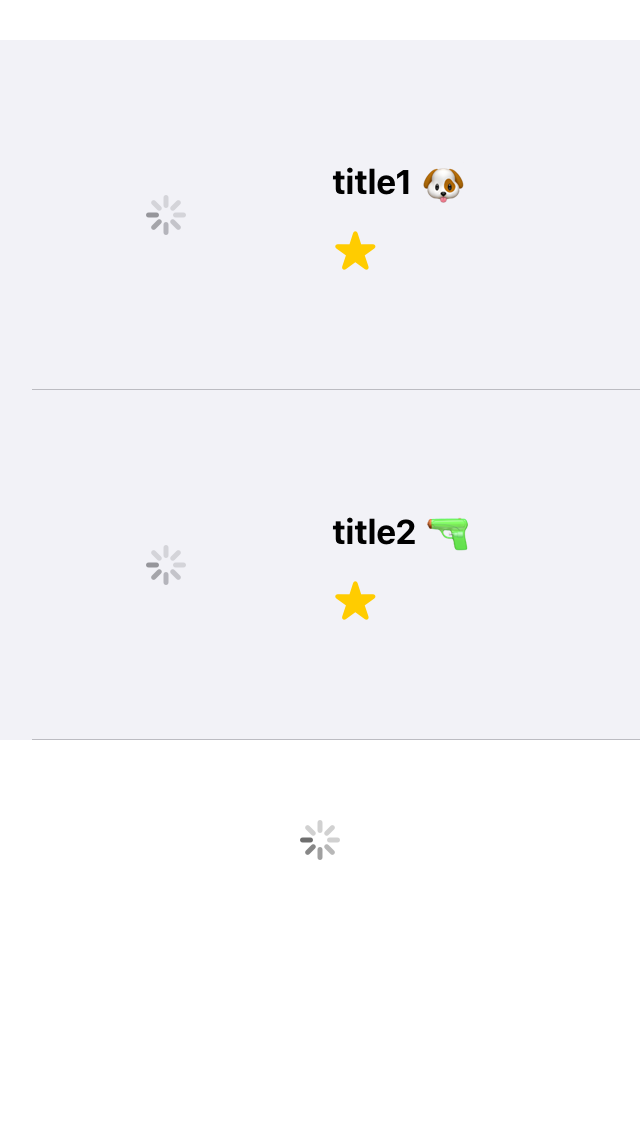 title1 🐶
⭐
title2 🔫
⭐